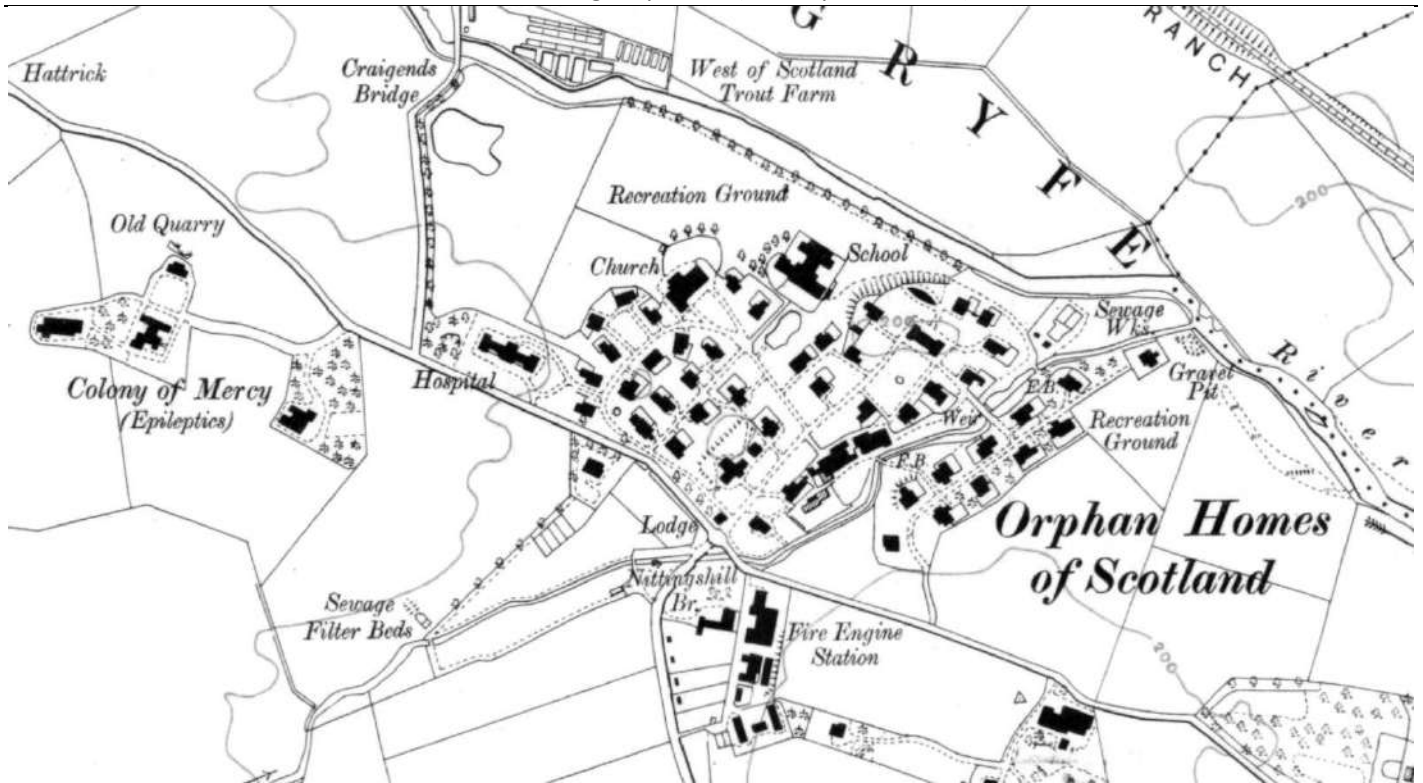 G
R
Y
F
E
RANCH
Hattrick
Craigends
Bridge
West of Scotland
Trout Farm
200
Recreation Ground
Old Quarry
Church
School
200
Sewage
Wks.
River
Colony of Mercy
(Epileptics)
Hospital
F.B.
Gravel
Pit
Weir
Recreation
Ground
F.B.
Lodge
Orphan Homes
of Scotland
Nittingshill
Br.
Sewage
Filter Beds
Fire Engine
Station
200